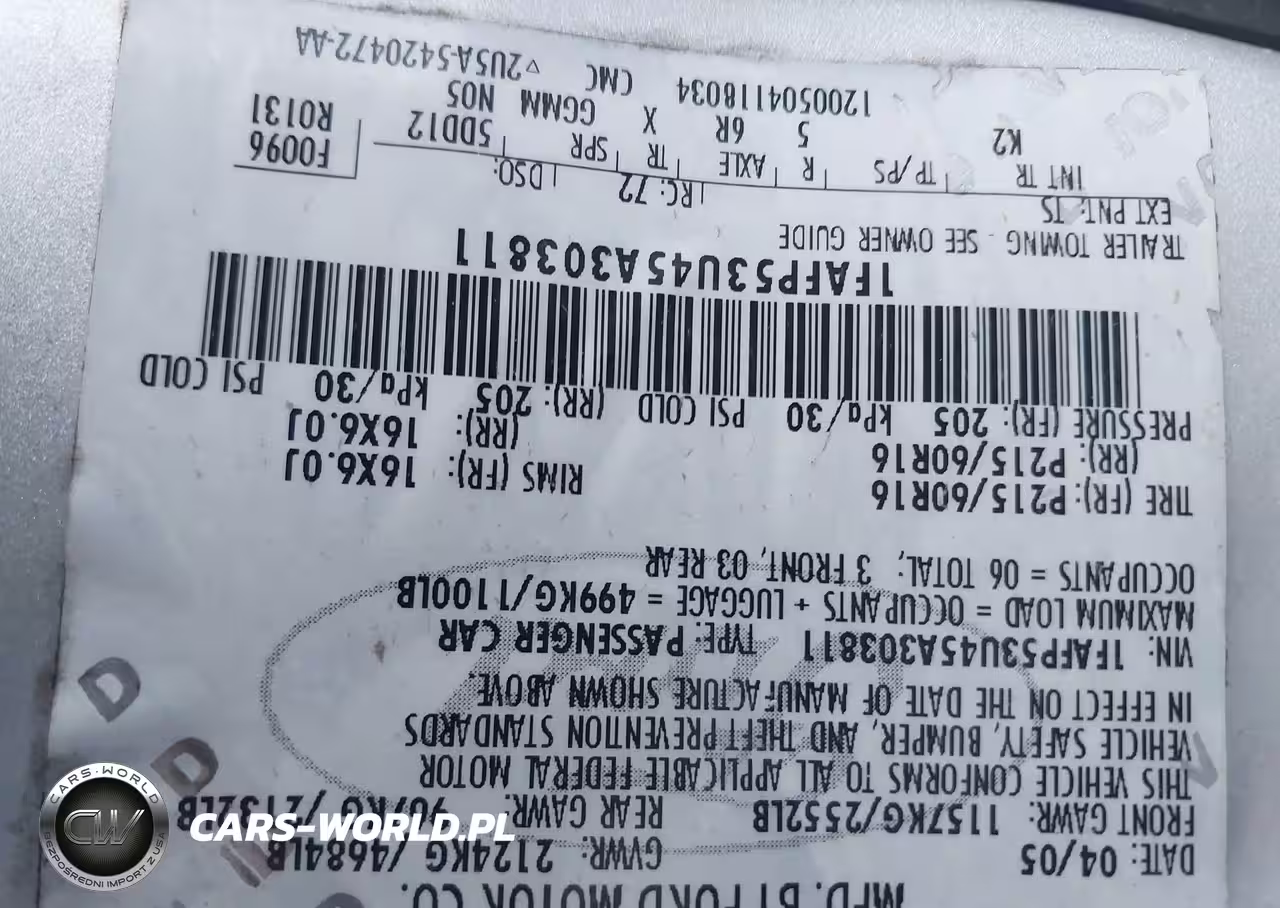 MFD. BY FORD MOTOR CO.
DATE: 04/05 GVWR: 2124KG /4684LB
FRONT GAWR: 1157KG/2552LB REAR GAWR: 967KG /2132LB
THIS VEHICLE CONFORMS TO ALL APPLICABLE FEDERAL MOTOR
VEHICLE SAFETY, BUMPER, AND THEFT PREVENTION STANDARDS
IN EFFECT ON THE DATE OF MANUFACTURE SHOWN ABOVE.
VIN: 1FAFP53U45A303811 TYPE: PASSENGER CAR
MAXIMUM LOAD = OCCUPANTS + LUGGAGE = 499KG/1100LB
OCCUPANTS = 06 TOTAL, 3 FRONT, 03 REAR
TIRE (FR): P215/60R16 RIMS (FR): 16X6.0J
(RR): P215/60R16 (RR): 16X6.0J
PRESSURE (FR): 205 kPa/30 PSI COLD (RR): 205 kPa/30 PSI COLD
1FAFP53U45A303811
TRAILER TOWING - SEE OWNER GUIDE
EXT PNT: TS RC: 72 DSO:
INT TR TP/PS R AXLE TR SPR 5DD12 F0096
K2 5 6R X GGMM N05 R0131
1200504118034 CMC ▽2U5A-5420472-AA
CARS-WORLD
CW
BEZPOŚREDNI IMPORT Z USA
CARS-WORLD.PL